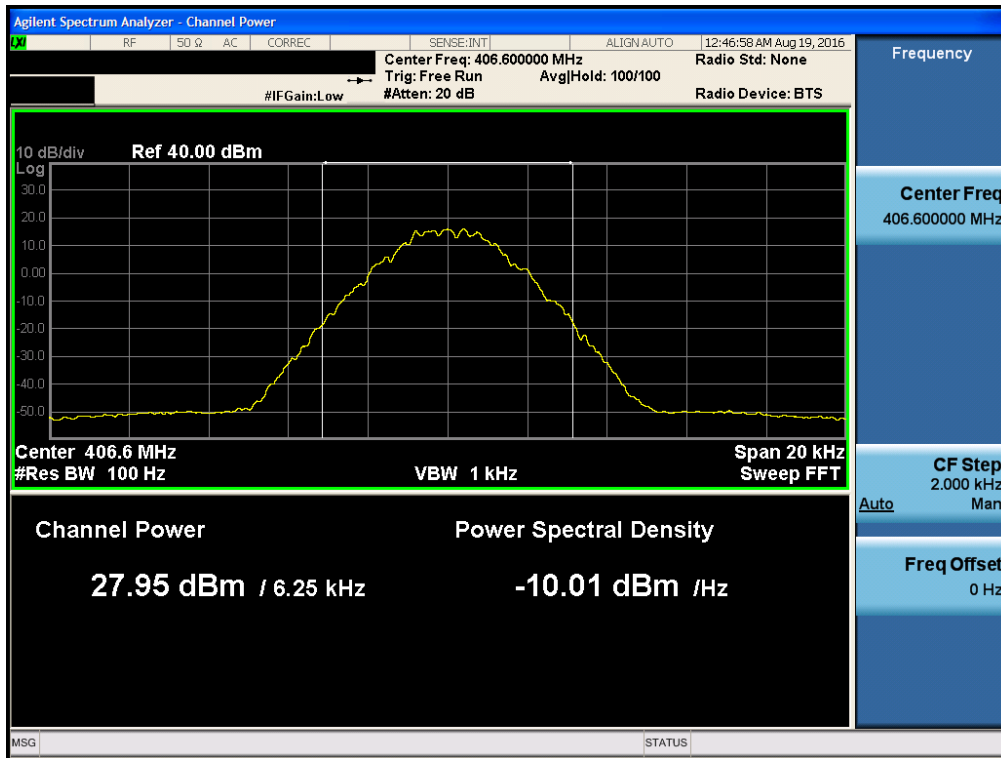 Agilent Spectrum Analyzer - Channel Power
LXI RF 50 Ω AC CORREC SENSE:INT ALIGN AUTO 12:46:58 AM Aug 19, 2016
Center Freq: 406.600000 MHz Radio Std: None
Trig: Free Run Avg|Hold: 100/100
#IFGain:Low #Atten: 20 dB Radio Device: BTS
Frequency
10 dB/div Ref 40.00 dBm
Log
30.0
20.0
10.0
0.00
-10.0
-20.0
-30.0
-40.0
-50.0
Center 406.6 MHz Span 20 kHz
#Res BW 100 Hz VBW 1 kHz Sweep FFT
Channel Power Power Spectral Density
27.95 dBm / 6.25 kHz -10.01 dBm /Hz
Center Freq
406.600000 MHz
CF Step
2.000 kHz
Auto Man
Freq Offset
0 Hz
MSG STATUS